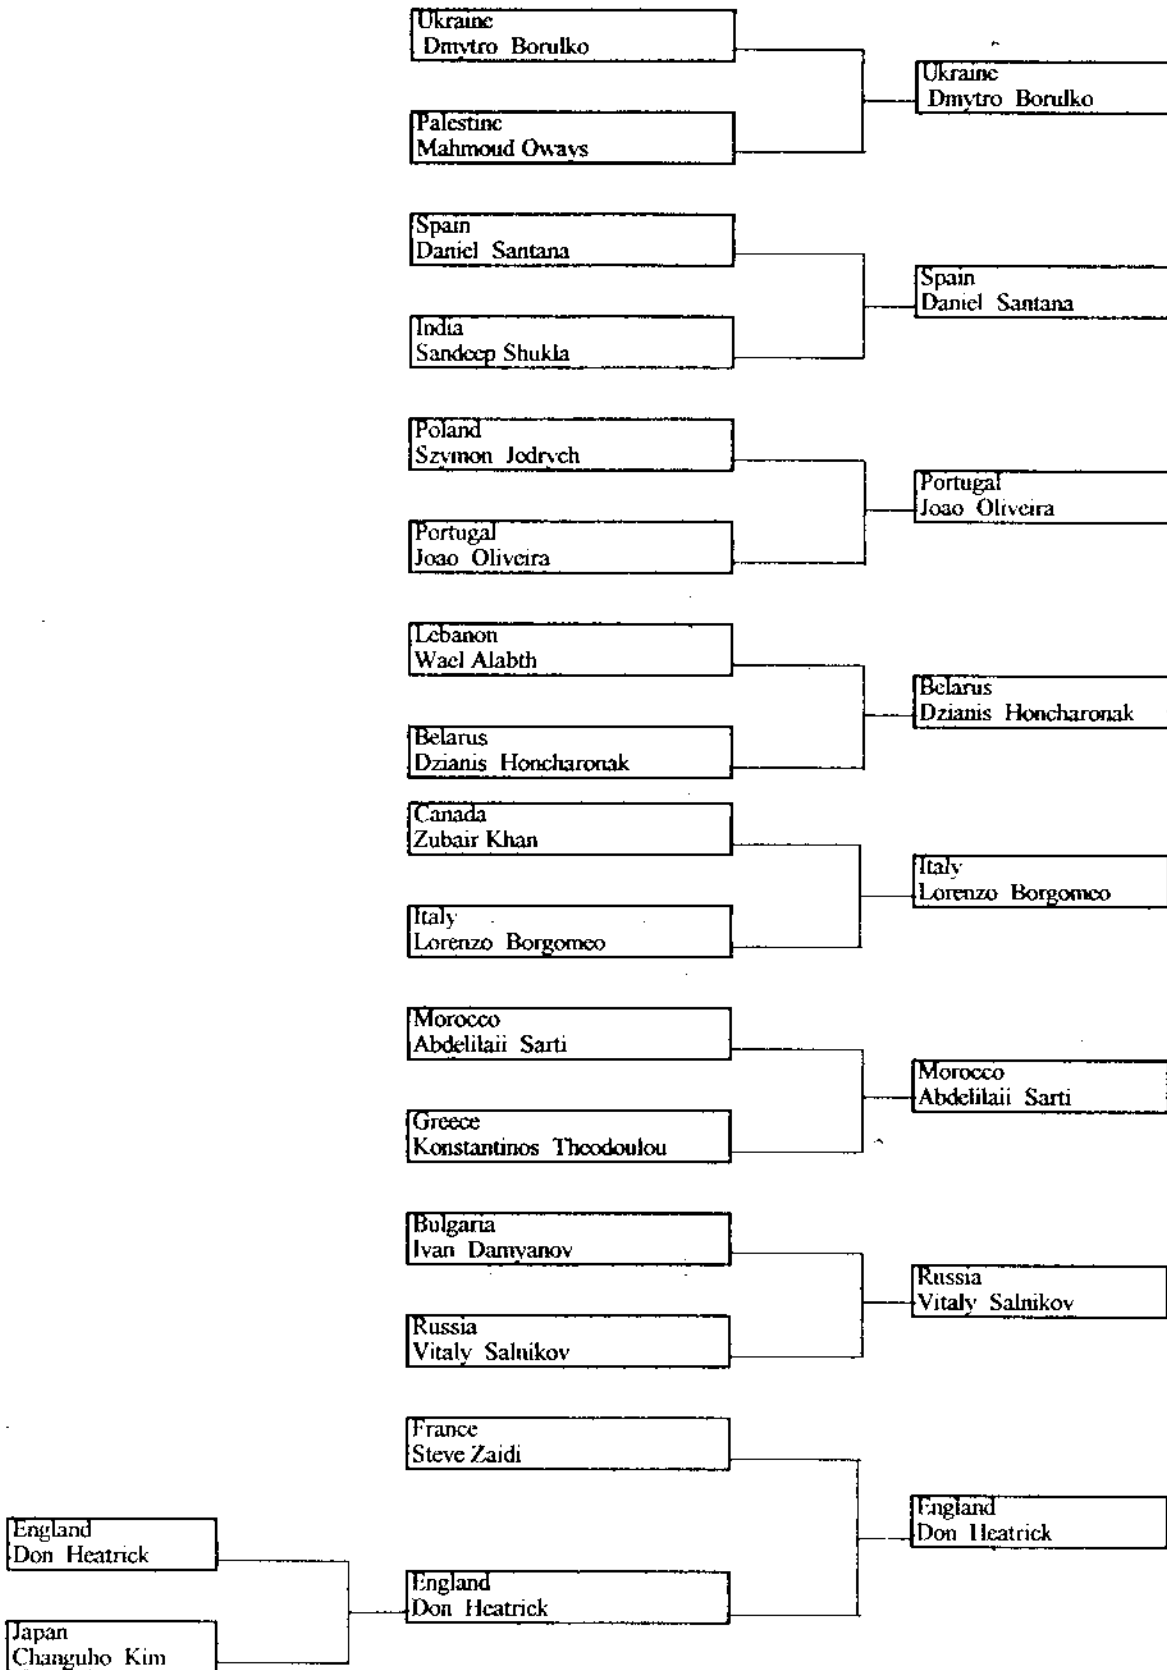 Ukraine
Dmytro Borulko
Ukraine
Dmytro Borulko
Palestine
Mahmoud Oways
Spain
Daniel Santana
Spain
Daniel Santana
India
Sandeep Shukla
Poland
Szymon Jedrych
Portugal
Joao Oliveira
Portugal
Joao Oliveira
Lebanon
Wael Alabth
Belarus
Dzianis Honcharonak
Belarus
Dzianis Honcharonak
Canada
Zubair Khan
Italy
Lorenzo Borgomeo
Italy
Lorenzo Borgomeo
Morocco
Abdelilaii Sarti
Morocco
Abdelilaii Sarti
Greece
Konstantinos Theodoulou
Bulgaria
Ivan Damyanov
Russia
Vitaly Salnikov
Russia
Vitaly Salnikov
France
Steve Zaidi
England
Don Heatrick
England
Don Heatrick
England
Don Heatrick
Japan
Changuho Kim